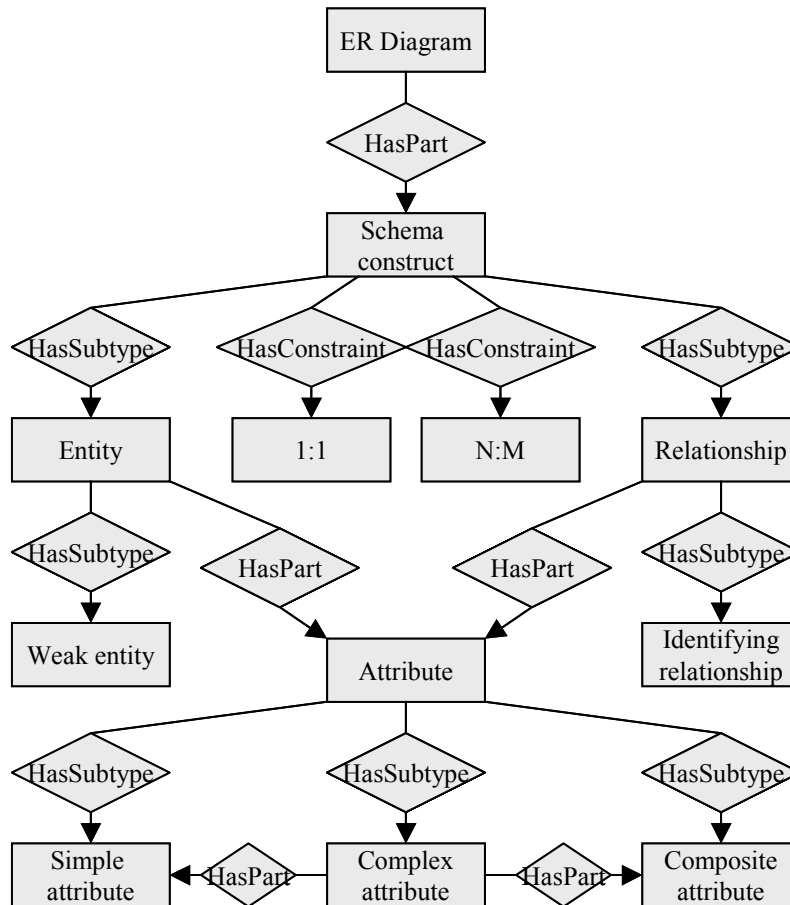 ER Diagram
HasPart
Schema
construct
HasSubtype
HasConstraint
HasConstraint
HasSubtype
Entity
1:1
N:M
Relationship
HasSubtype
HasPart
HasPart
HasSubtype
Weak entity
Attribute
Identifying
relationship
HasSubtype
HasSubtype
HasSubtype
Simple
attribute
HasPart
Complex
attribute
HasPart
Composite
attribute